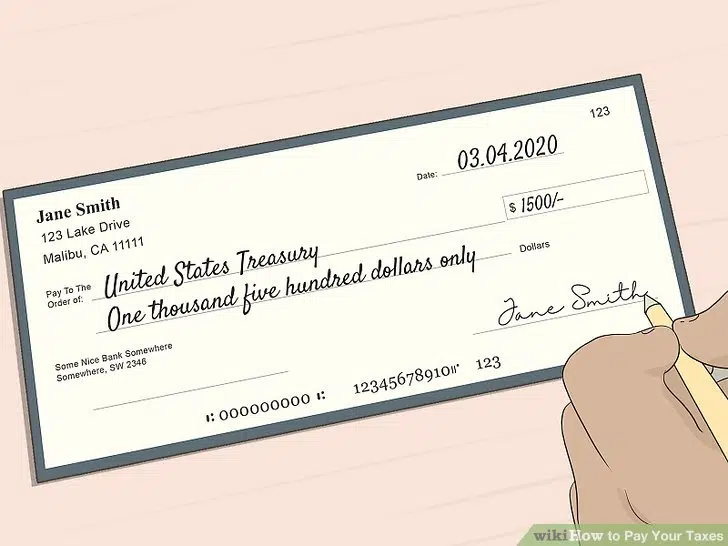 123
Date: 03.04.2020
Jane Smith
123 Lake Drive
Malibu, CA 11111
$ 1500/-
Pay To The
Order of: United States Treasury
One thousand five hundred dollars only Dollars
Jane Smith
Some Nice Bank Somewhere
Somewhere, SW 2346
⑆ 000000000 ⑆ 12345678910⑈ 123
wikiHow to Pay Your Taxes